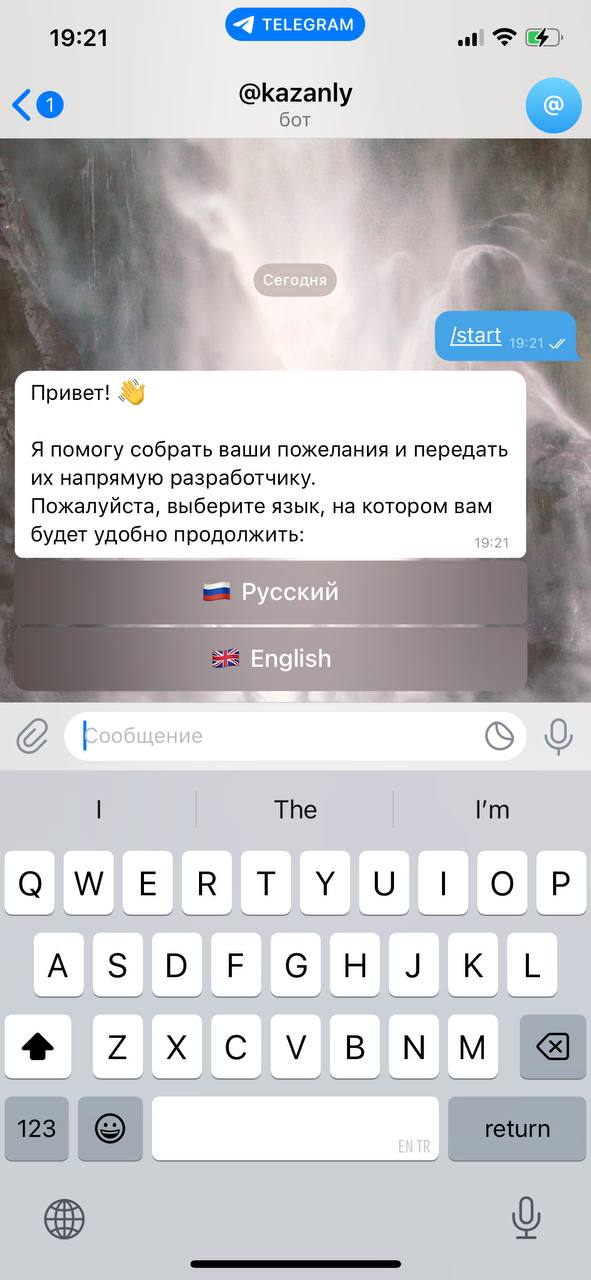 19:21
TELEGRAM
1
@kazanly
бот
@
Сегодня
/start 19:21
Привет! 👋
Я помогу собрать ваши пожелания и передать
их напрямую разработчику.
Пожалуйста, выберите язык, на котором вам
будет удобно продолжить:
19:21
🇷🇺 Русский
🇬🇧 English
Сообщение
I The I’m
Q W E R T Y U I O P
A S D F G H J K L
Z X C V B N M
123 return
EN TR